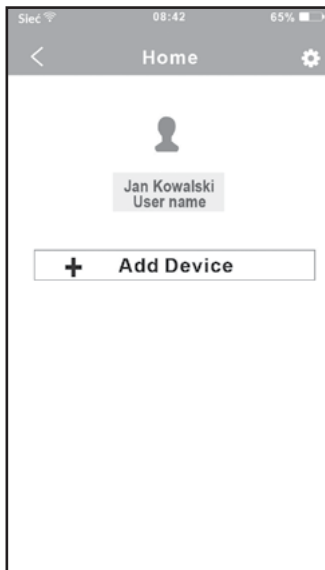 Sieć 08:42 65%
Home
Jan Kowalski
User name
+ Add Device